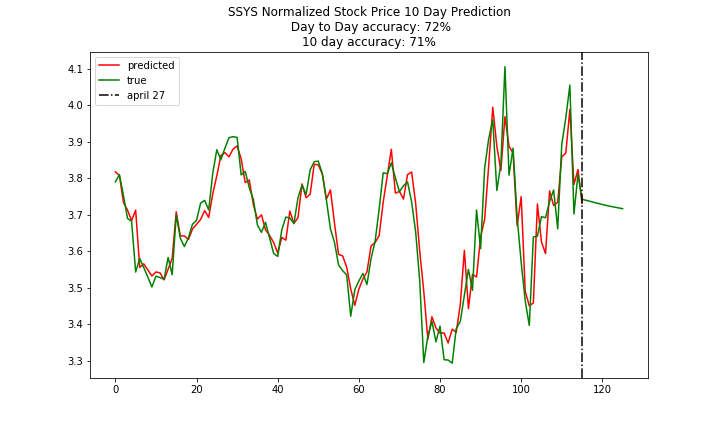 SSYS Normalized Stock Price 10 Day Prediction
Day to Day accuracy: 72%
10 day accuracy: 71%
predicted
true
april 27
4.1
4.0
3.9
3.8
3.7
3.6
3.5
3.4
3.3
0 20 40 60 80 100 120